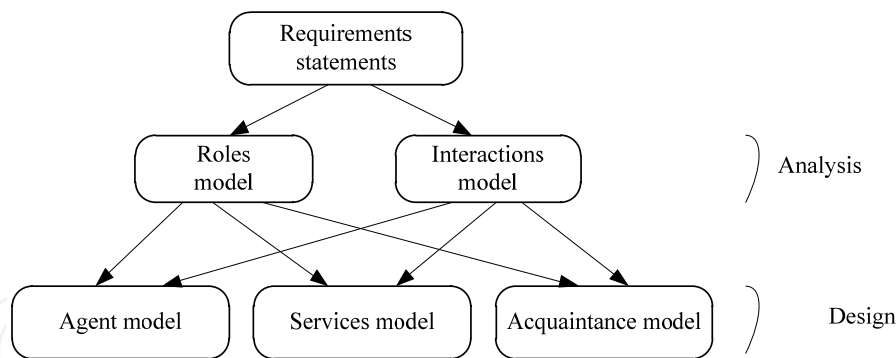 Requirements
statements
Roles
model
Interactions
model
Analysis
Agent model
Services model
Acquaintance model
Design